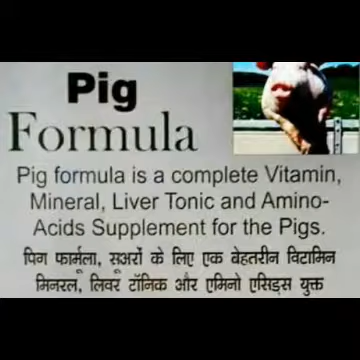 Pig
Formula
Pig formula is a complete Vitamin,
Mineral, Liver Tonic and Amino-
Acids Supplement for the Pigs.
पिग फार्मूला, सूअरों के लिए एक बेहतरीन विटामिन
मिनरल, लिवर टॉनिक और एमिनो एसिड्स युक्त